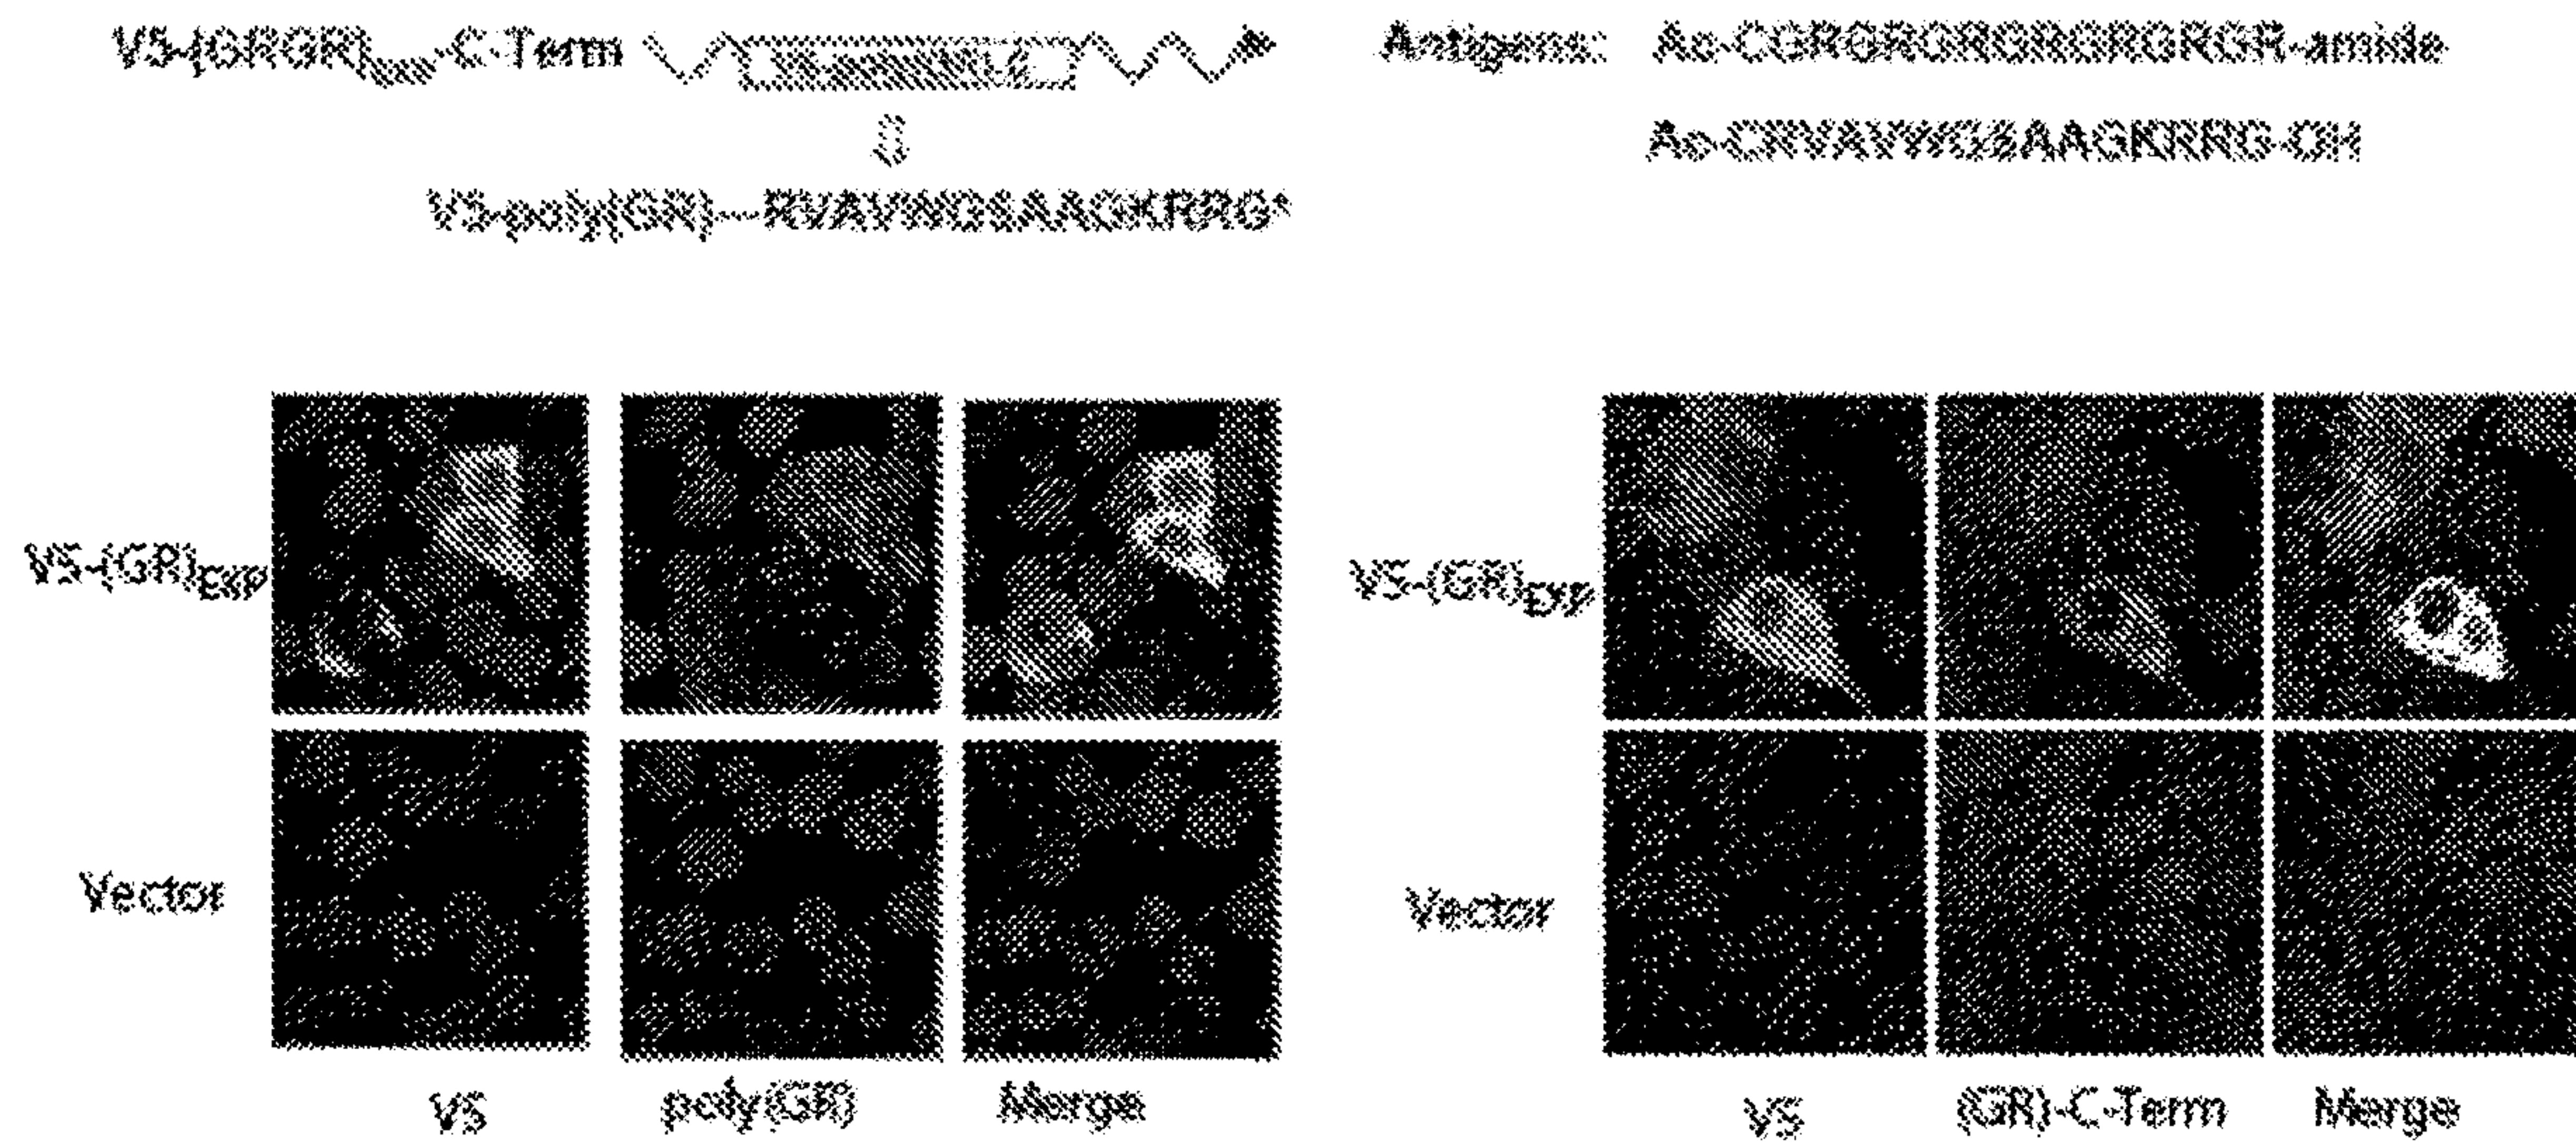 V5-(GRGR)Exp-C-Term
Antigens: Ac-CGRGRGRGRGRGRGR-amide
Ac-CRVAVWGSAAGKRRG-OH
V5-poly(GR)---RVAVWGSAAGKRRG*
V5-(GR)Exp
V5-(GR)Exp
Vector
Vector
V5 poly(GR) Merge
V5 (GR)-C-Term Merge